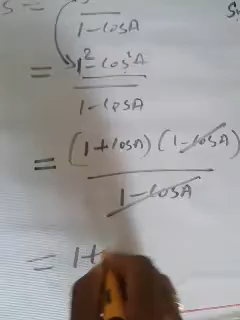 1-cosA
= 1²-cos²A
1-cosA
= (1+cosA)(1-cosA)
1-cosA
= 1+